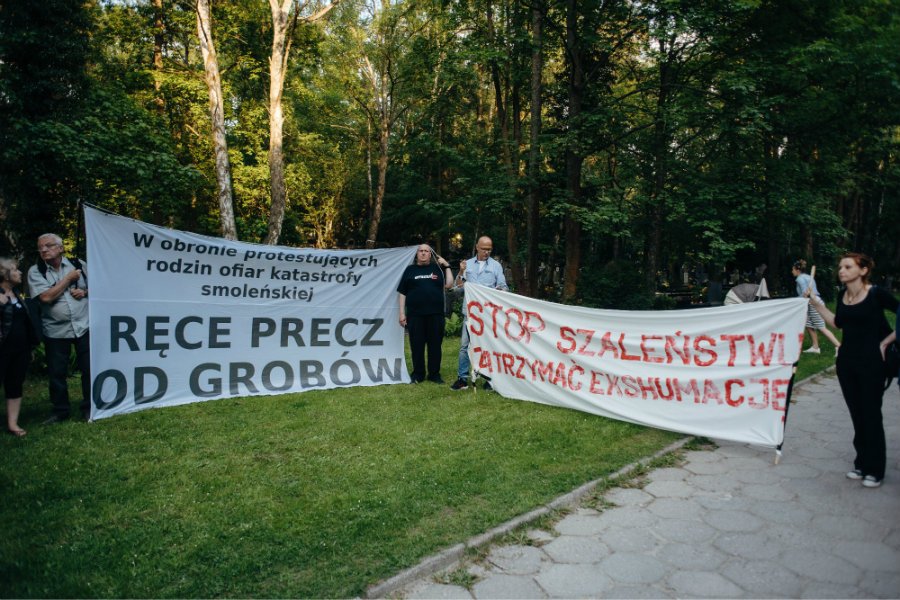 W obronie protestujących
rodzin ofiar katastrofy
smoleńskiej
RĘCE PRECZ
OD GROBÓW
STOP SZALEŃSTWU
ZATRZYMAĆ EKSHUMACJE